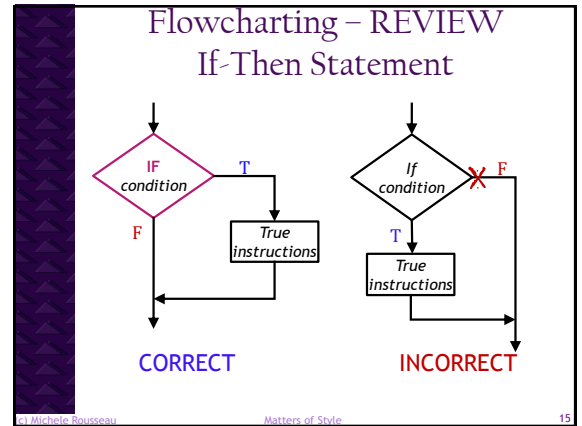 Flowcharting – REVIEW
If-Then Statement
IF
condition
T
F
True
instructions
CORRECT
If
condition
F
T
True
instructions
INCORRECT
(c) Michele Rousseau
Matters of Style
15